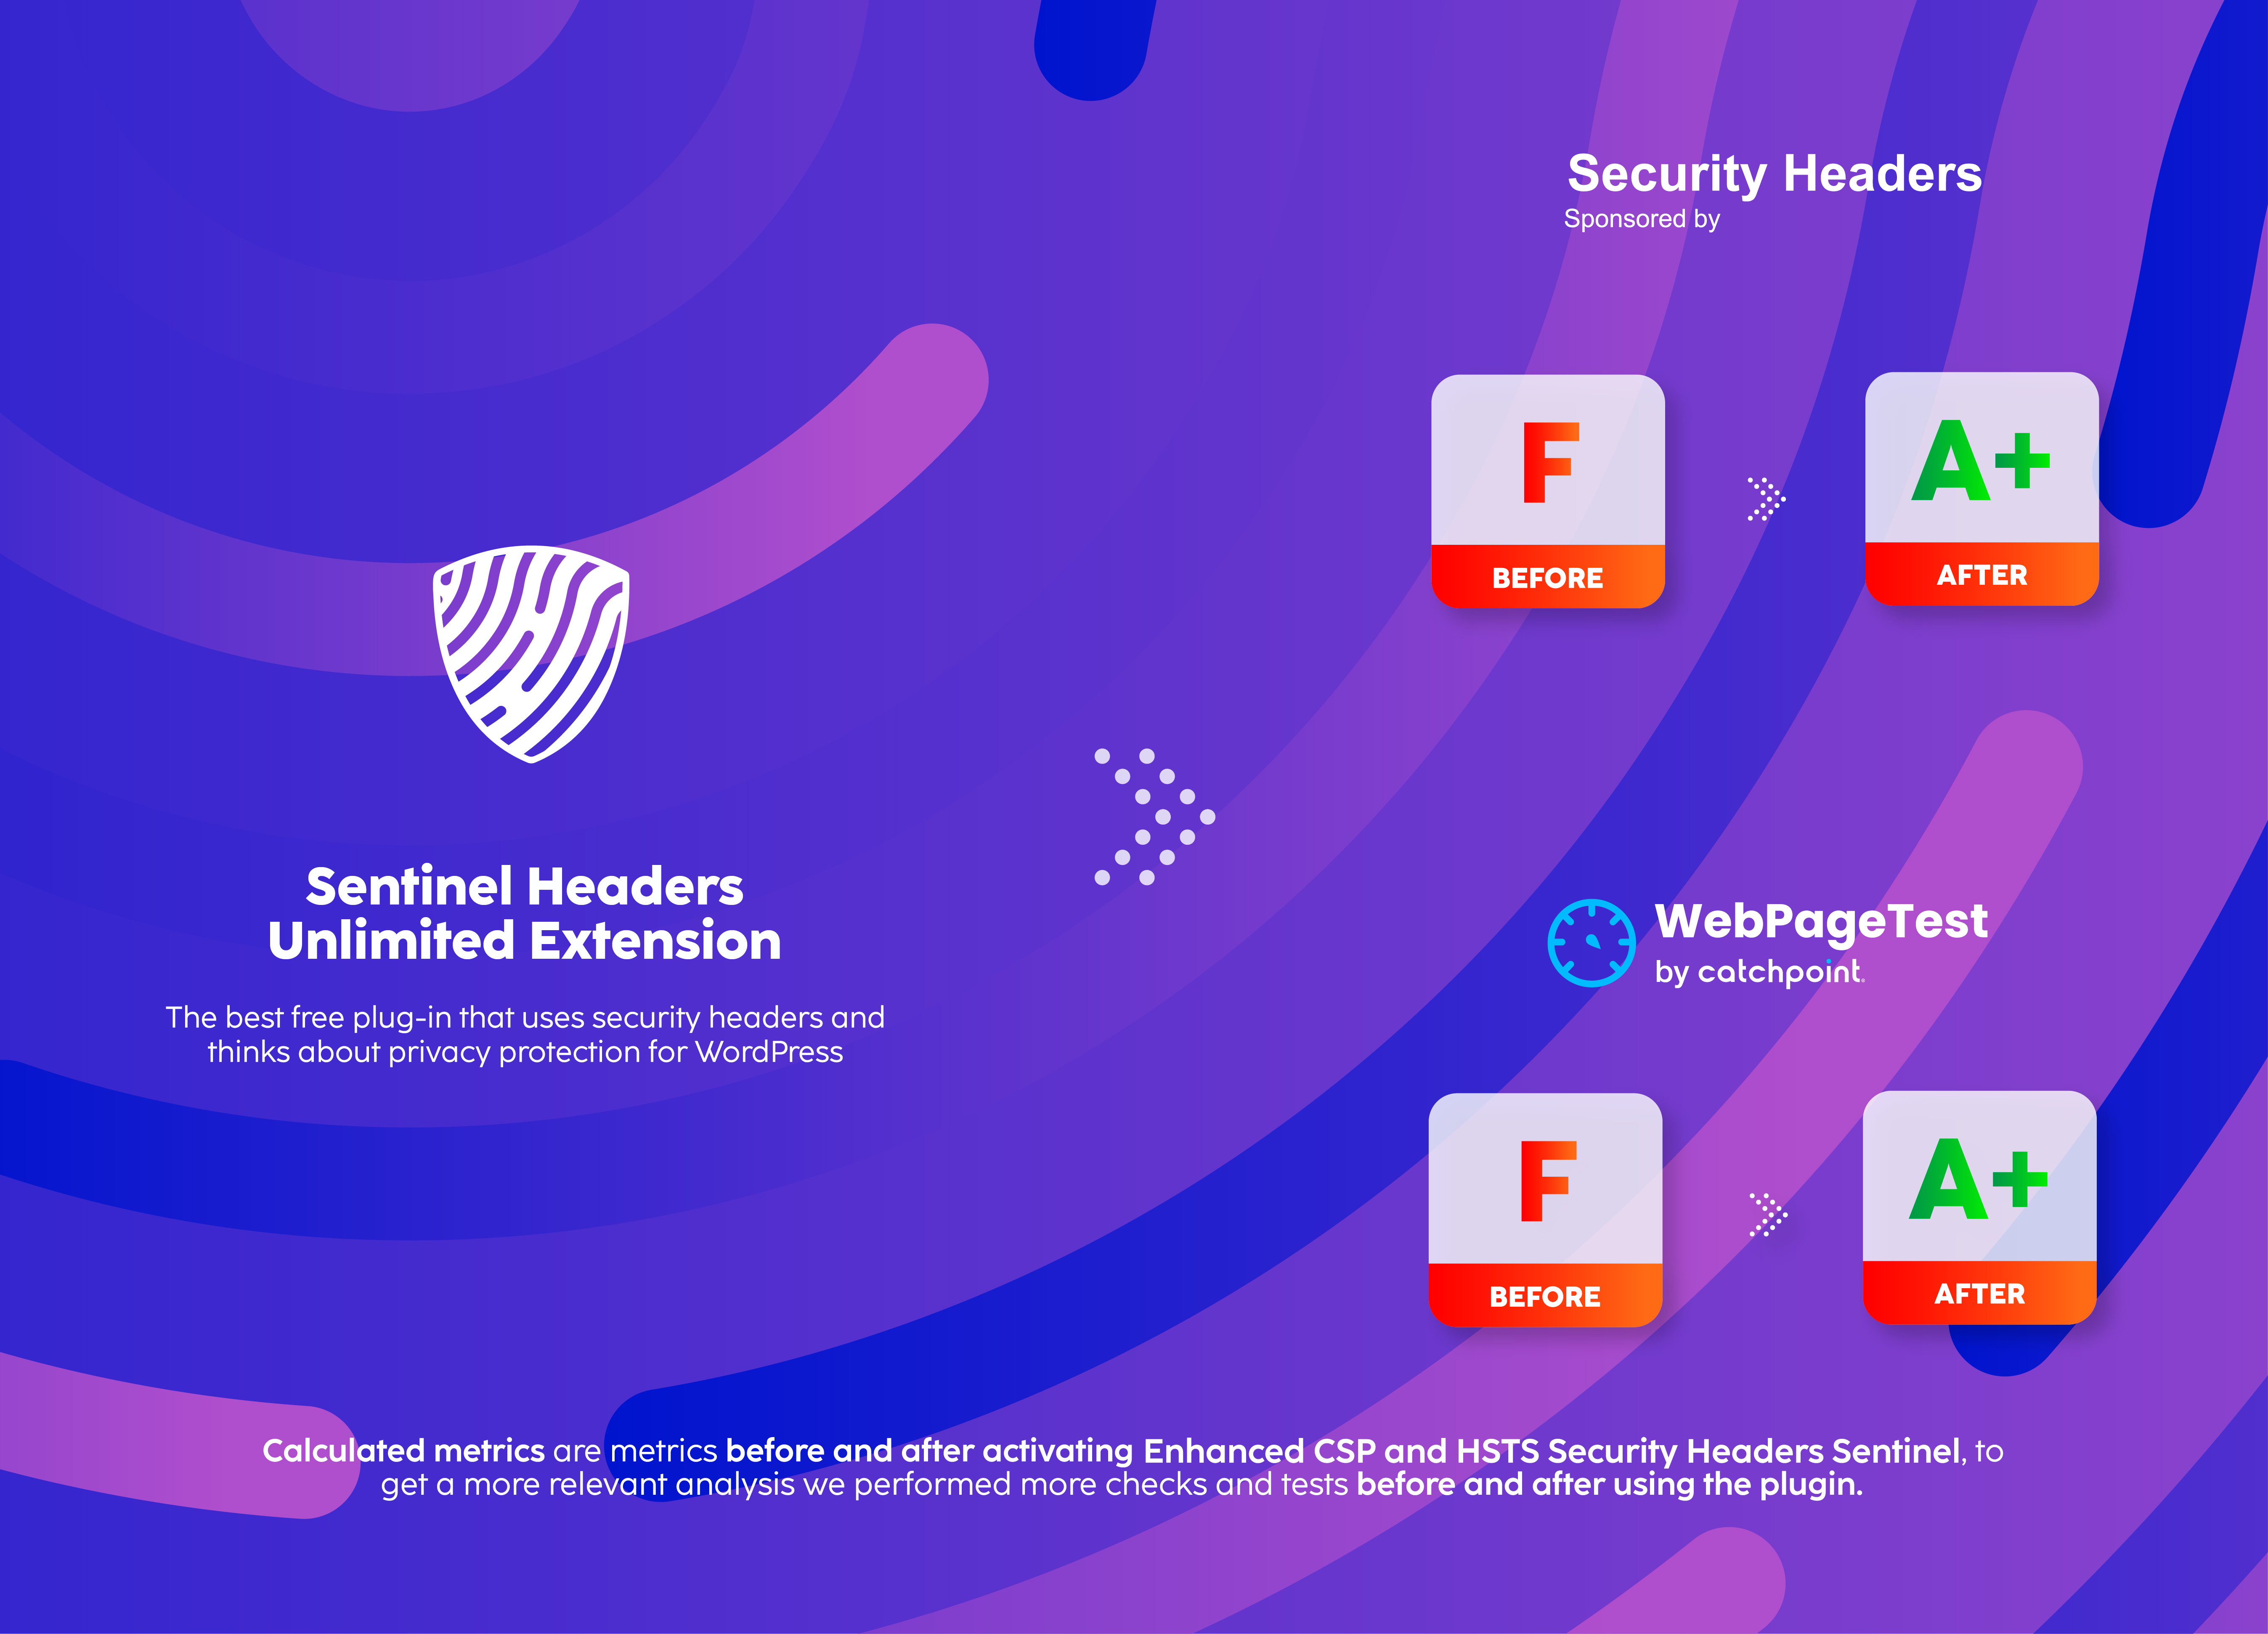 Security Headers
Sponsored by
F
BEFORE
A+
AFTER
Sentinel Headers
Unlimited Extension
The best free plug-in that uses security headers and
thinks about privacy protection for WordPress
WebPageTest
by catchpoint.
F
BEFORE
A+
AFTER
Calculated metrics are metrics before and after activating Enhanced CSP and HSTS Security Headers Sentinel, to
get a more relevant analysis we performed more checks and tests before and after using the plugin.